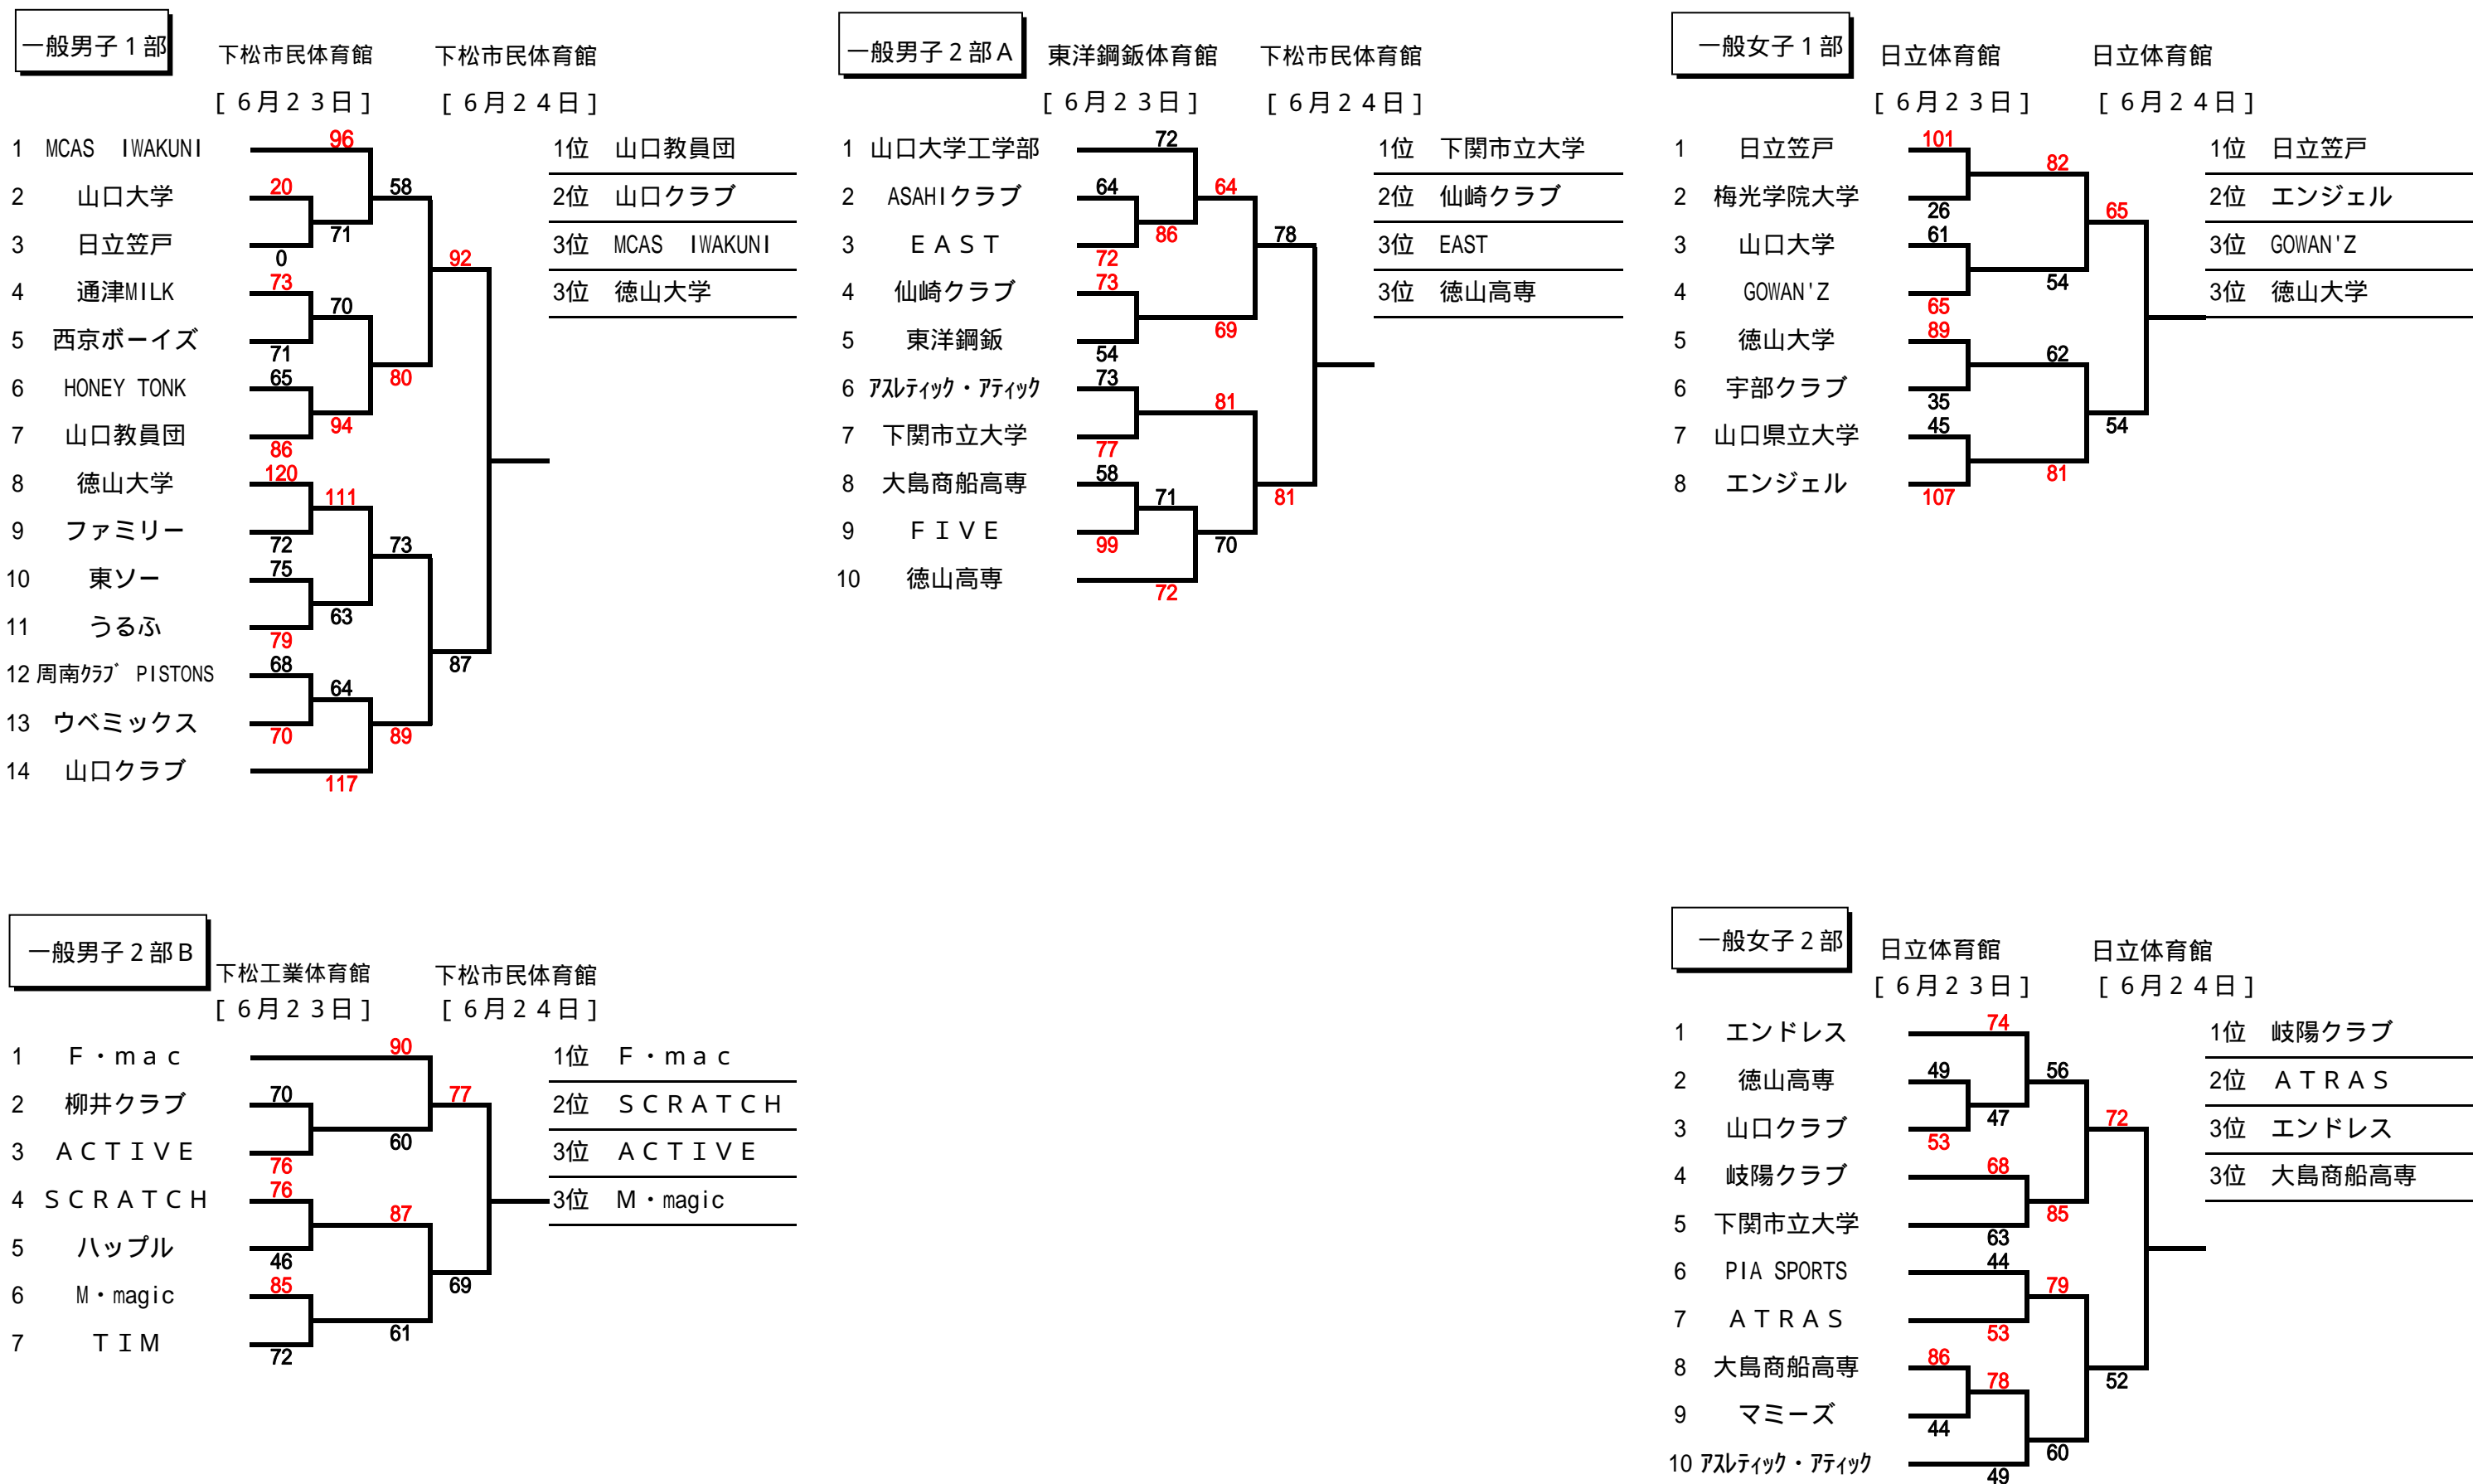 一般男子１部
下松市民体育館 下松市民体育館
[ ６月２３日 ] [ ６月２４日 ]
1 MCAS IWAKUNI 96 1位 山口教員団
2 山口大学 20 58 2位 山口クラブ
3 日立笠戸 0 71 92 3位 MCAS IWAKUNI
4 通津MILK 73 70 3位 徳山大学
5 西京ボーイズ 71
6 HONEY TONK 65 80
7 山口教員団 86 94
8 徳山大学 120 111
9 ファミリー 72 73
10 東ソー 75
11 うるふ 79 63
12 周南クラブ PISTONS 68 64 87
13 ウベミックス 70 89
14 山口クラブ 117
一般男子２部Ａ
東洋鋼鈑体育館 下松市民体育館
[ ６月２３日 ] [ ６月２４日 ]
1 山口大学工学部 72 1位 下関市立大学
2 ASAHIクラブ 64 64 2位 仙崎クラブ
3 ＥＡＳＴ 72 86 78 3位 EAST
4 仙崎クラブ 73 3位 徳山高専
5 東洋鋼鈑 54 69
6 アスレティック・アティック 73 81
7 下関市立大学 77
8 大島商船高専 58 71 81
9 ＦＩＶＥ 99 70
10 徳山高専 72
一般女子１部
日立体育館 日立体育館
[ ６月２３日 ] [ ６月２４日 ]
1 日立笠戸 101 82 1位 日立笠戸
2 梅光学院大学 26 65 2位 エンジェル
3 山口大学 61 3位 GOWAN'Z
4 GOWAN'Z 65 54 3位 徳山大学
5 徳山大学 89 62
6 宇部クラブ 35
7 山口県立大学 45 54
8 エンジェル 107 81
一般男子２部Ｂ
下松工業体育館 下松市民体育館
[ ６月２３日 ] [ ６月２４日 ]
1 Ｆ・ｍａｃ 90 1位 Ｆ・ｍａｃ
2 柳井クラブ 70 77 2位 ＳＣＲＡＴＣＨ
3 ＡＣＴＩＶＥ 76 60 3位 ＡＣＴＩＶＥ
4 ＳＣＲＡＴＣＨ 76 87 3位 Ｍ・magic
5 ハップル 46
6 Ｍ・magic 85 69
7 ＴＩＭ 72 61
一般女子２部
日立体育館 日立体育館
[ ６月２３日 ] [ ６月２４日 ]
1 エンドレス 74 1位 岐陽クラブ
2 徳山高専 49 56 2位 ＡＴＲＡＳ
3 山口クラブ 53 47 72 3位 エンドレス
4 岐陽クラブ 68 3位 大島商船高専
5 下関市立大学 63 85
6 PIA SPORTS 44 79
7 ＡＴＲＡＳ 53
8 大島商船高専 86 78 52
9 マミーズ 44
10 アスレティック・アティック 49 60